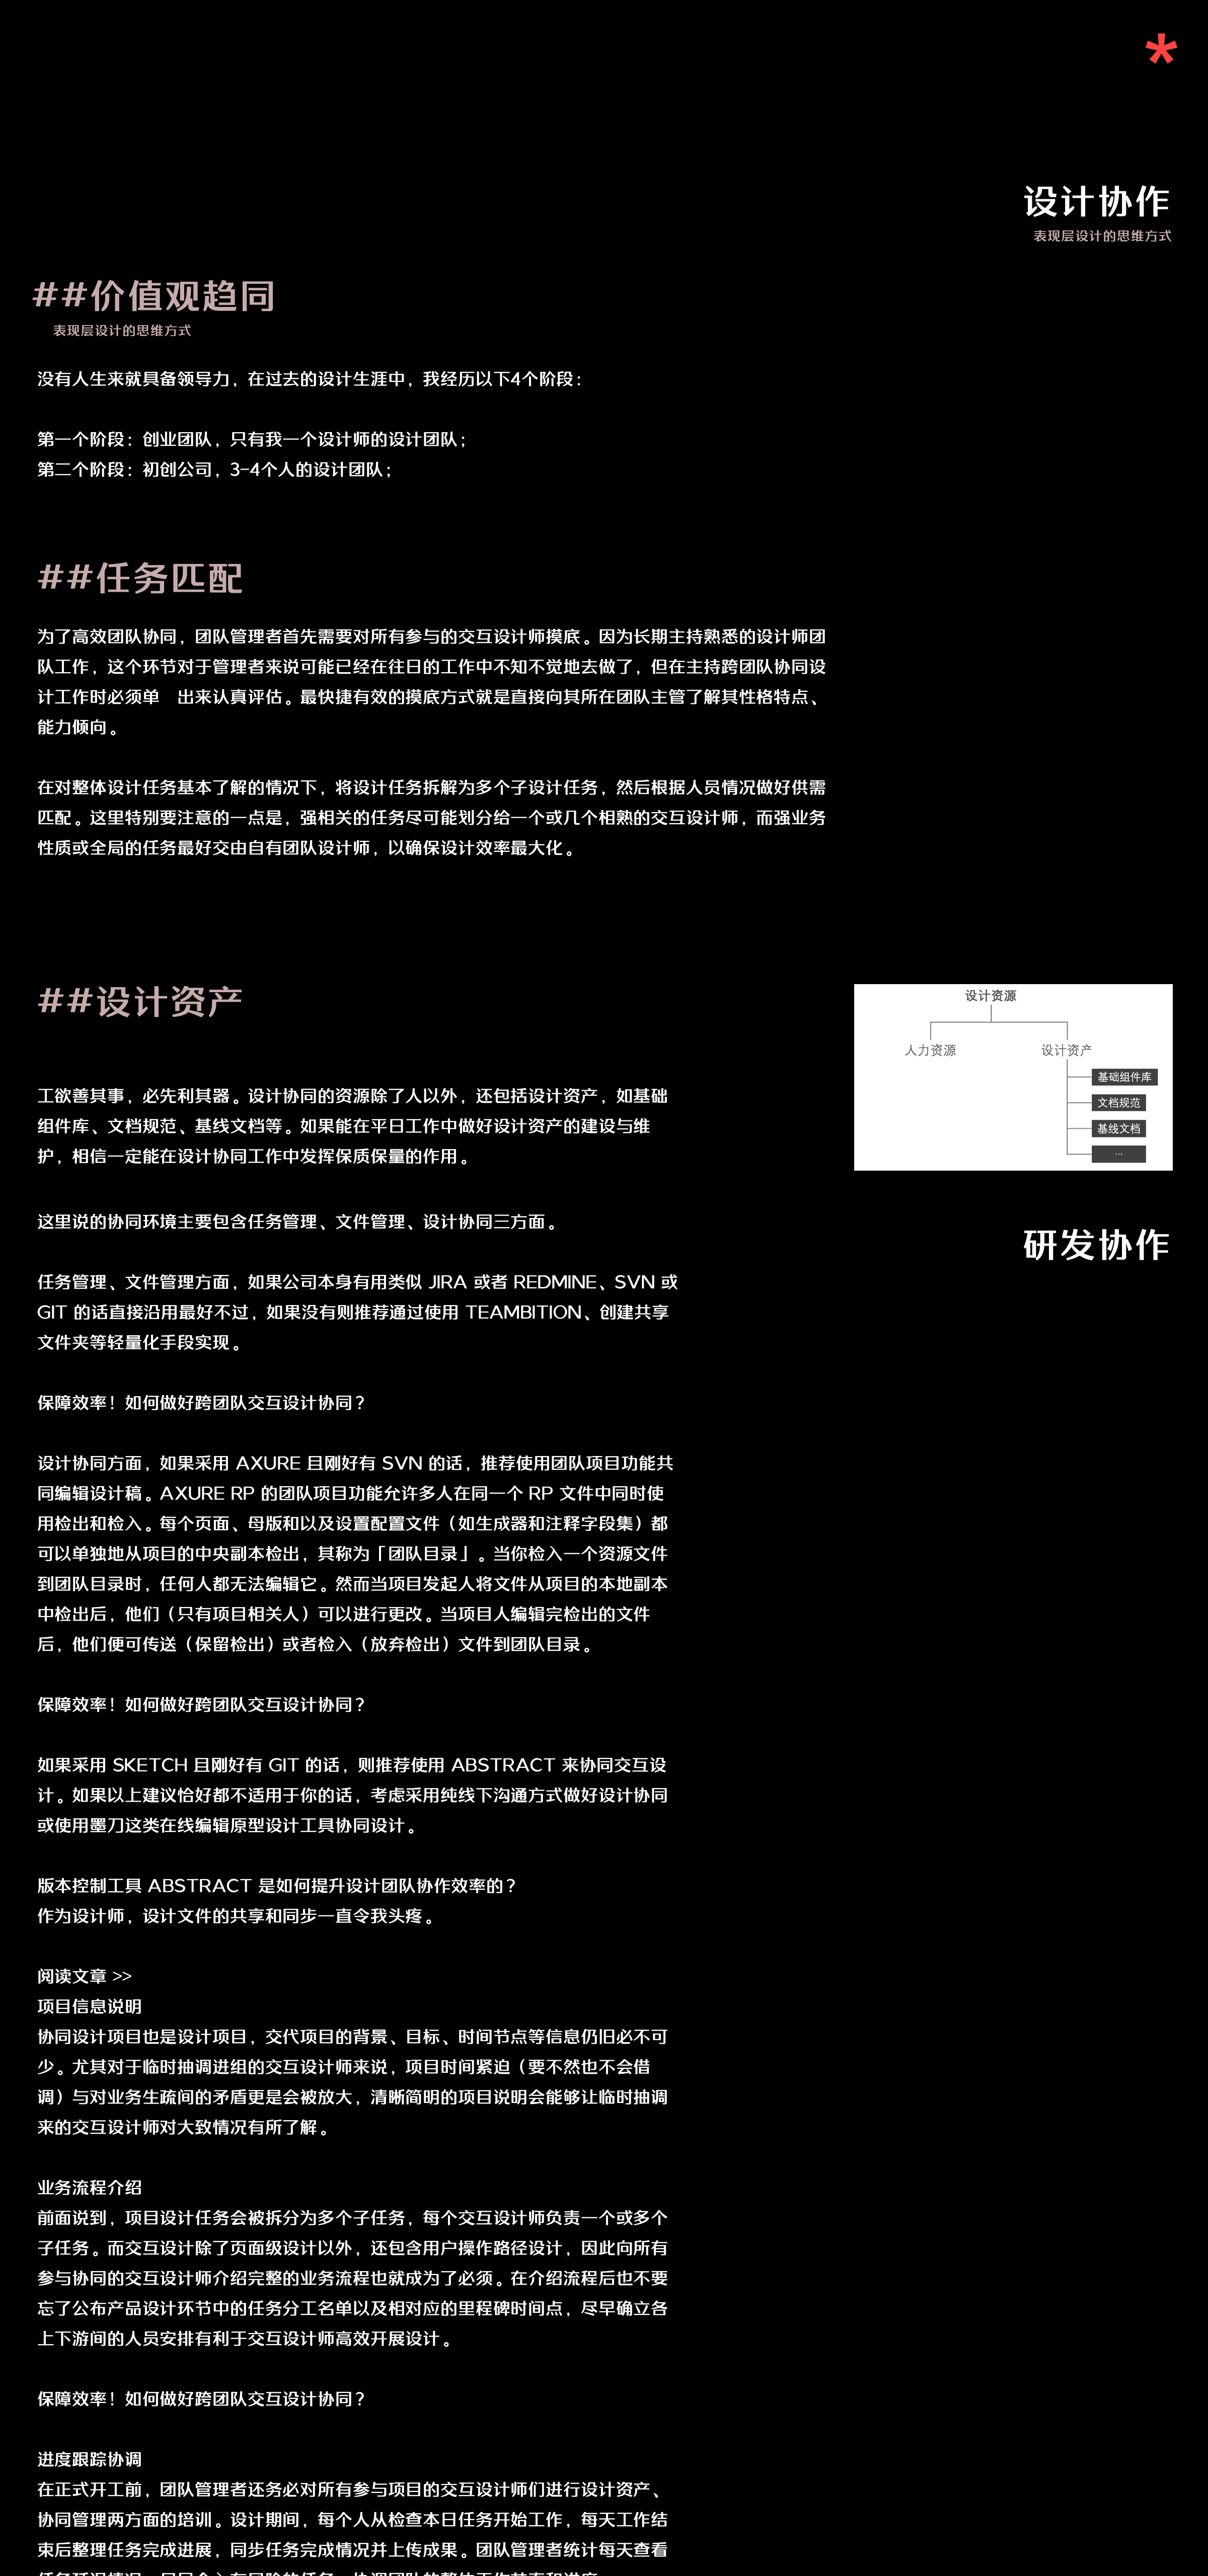 *
设计协作
表现层设计的思维方式
##价值观趋同
表现层设计的思维方式
没有人生来就具备领导力，在过去的设计生涯中，我经历以下4个阶段：
第一个阶段：创业团队，只有我一个设计师的设计团队；
第二个阶段：初创公司，3-4个人的设计团队；
##任务匹配
为了高效团队协同，团队管理者首先需要对所有参与的交互设计师摸底。因为长期主持熟悉的设计师团
队工作，这个环节对于管理者来说可能已经在往日的工作中不知不觉地去做了，但在主持跨团队协同设
计工作时必须单　出来认真评估。最快捷有效的摸底方式就是直接向其所在团队主管了解其性格特点、
能力倾向。
在对整体设计任务基本了解的情况下，将设计任务拆解为多个子设计任务，然后根据人员情况做好供需
匹配。这里特别要注意的一点是，强相关的任务尽可能划分给一个或几个相熟的交互设计师，而强业务
性质或全局的任务最好交由自有团队设计师，以确保设计效率最大化。
##设计资产
设计资源
人力资源
设计资产
基础组件库
文档规范
基线文档
...
工欲善其事，必先利其器。设计协同的资源除了人以外，还包括设计资产，如基础
组件库、文档规范、基线文档等。如果能在平日工作中做好设计资产的建设与维
护，相信一定能在设计协同工作中发挥保质保量的作用。
这里说的协同环境主要包含任务管理、文件管理、设计协同三方面。
研发协作
任务管理、文件管理方面，如果公司本身有用类似 JIRA 或者 REDMINE、SVN 或
GIT 的话直接沿用最好不过，如果没有则推荐通过使用 TEAMBITION、创建共享
文件夹等轻量化手段实现。
保障效率！如何做好跨团队交互设计协同？
设计协同方面，如果采用 AXURE 且刚好有 SVN 的话，推荐使用团队项目功能共
同编辑设计稿。AXURE RP 的团队项目功能允许多人在同一个 RP 文件中同时使
用检出和检入。每个页面、母版和以及设置配置文件（如生成器和注释字段集）都
可以单独地从项目的中央副本检出，其称为「团队目录」。当你检入一个资源文件
到团队目录时，任何人都无法编辑它。然而当项目发起人将文件从项目的本地副本
中检出后，他们（只有项目相关人）可以进行更改。当项目人编辑完检出的文件
后，他们便可传送（保留检出）或者检入（放弃检出）文件到团队目录。
保障效率！如何做好跨团队交互设计协同？
如果采用 SKETCH 且刚好有 GIT 的话，则推荐使用 ABSTRACT 来协同交互设
计。如果以上建议恰好都不适用于你的话，考虑采用纯线下沟通方式做好设计协同
或使用墨刀这类在线编辑原型设计工具协同设计。
版本控制工具 ABSTRACT 是如何提升设计团队协作效率的？
作为设计师，设计文件的共享和同步一直令我头疼。
阅读文章 >>
项目信息说明
协同设计项目也是设计项目，交代项目的背景、目标、时间节点等信息仍旧必不可
少。尤其对于临时抽调进组的交互设计师来说，项目时间紧迫（要不然也不会借
调）与对业务生疏间的矛盾更是会被放大，清晰简明的项目说明会能够让临时抽调
来的交互设计师对大致情况有所了解。
业务流程介绍
前面说到，项目设计任务会被拆分为多个子任务，每个交互设计师负责一个或多个
子任务。而交互设计除了页面级设计以外，还包含用户操作路径设计，因此向所有
参与协同的交互设计师介绍完整的业务流程也就成为了必须。在介绍流程后也不要
忘了公布产品设计环节中的任务分工名单以及相对应的里程碑时间点，尽早确立各
上下游间的人员安排有利于交互设计师高效开展设计。
保障效率！如何做好跨团队交互设计协同？
进度跟踪协调
在正式开工前，团队管理者还务必对所有参与项目的交互设计师们进行设计资产、
协同管理两方面的培训。设计期间，每个人从检查本日任务开始工作，每天工作结
束后整理任务完成进展，同步任务完成情况并上传成果。团队管理者统计每天查看